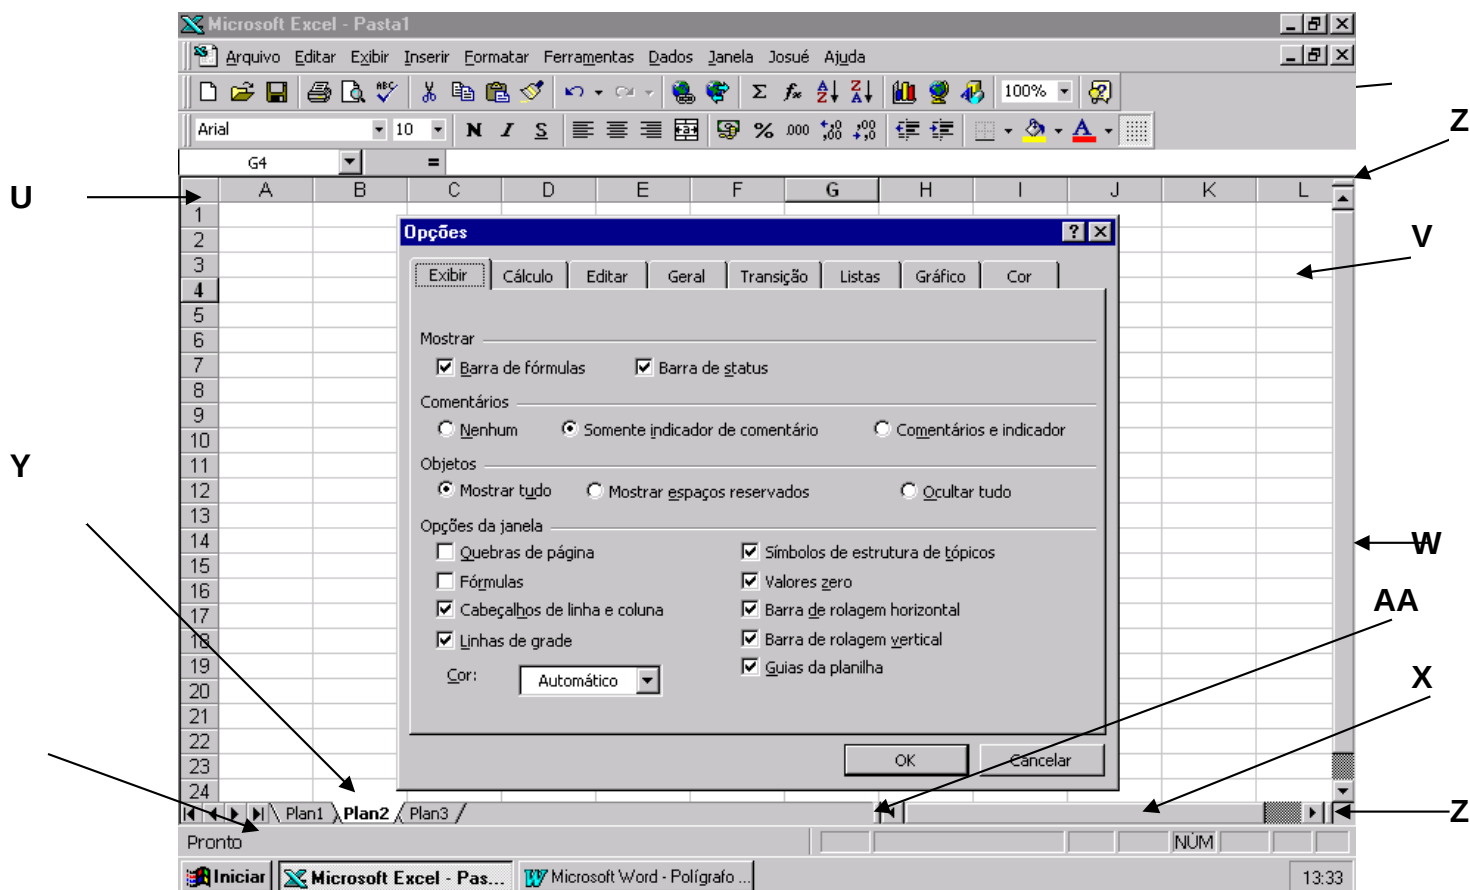 Microsoft Excel - Pasta1
Arquivo Editar Exibir Inserir Formatar Ferramentas Dados Janela Josué Ajuda
ABC Σ fx A Z Z A 100% ?
Arial 10 N I S % 000 ,0 ,00 ,00 ,0 A
Z
G4 =
U
A B C D E F G H I J K L
1
2
3
4
5
6
7
8
9
10
11
12
13
14
15
16
17
18
19
20
21
22
23
24
Opções ?
V
Exibir Cálculo Editar Geral Transição Listas Gráfico Cor
Mostrar
Barra de fórmulas Barra de status
Comentários
Nenhum Somente indicador de comentário Comentários e indicador
Y
Objetos
Mostrar tudo Mostrar espaços reservados Ocultar tudo
Opções da janela
W
Quebras de página Símbolos de estrutura de tópicos
Fórmulas Valores zero
AA
Cabeçalhos de linha e coluna Barra de rolagem horizontal
Linhas de grade Barra de rolagem vertical
Cor: Automático Guias da planilha
X
OK Cancelar
Plan1 Plan2 Plan3
Z
Pronto NÚM
Iniciar Microsoft Excel - Pas... Microsoft Word - Polígrafo ... 13:33